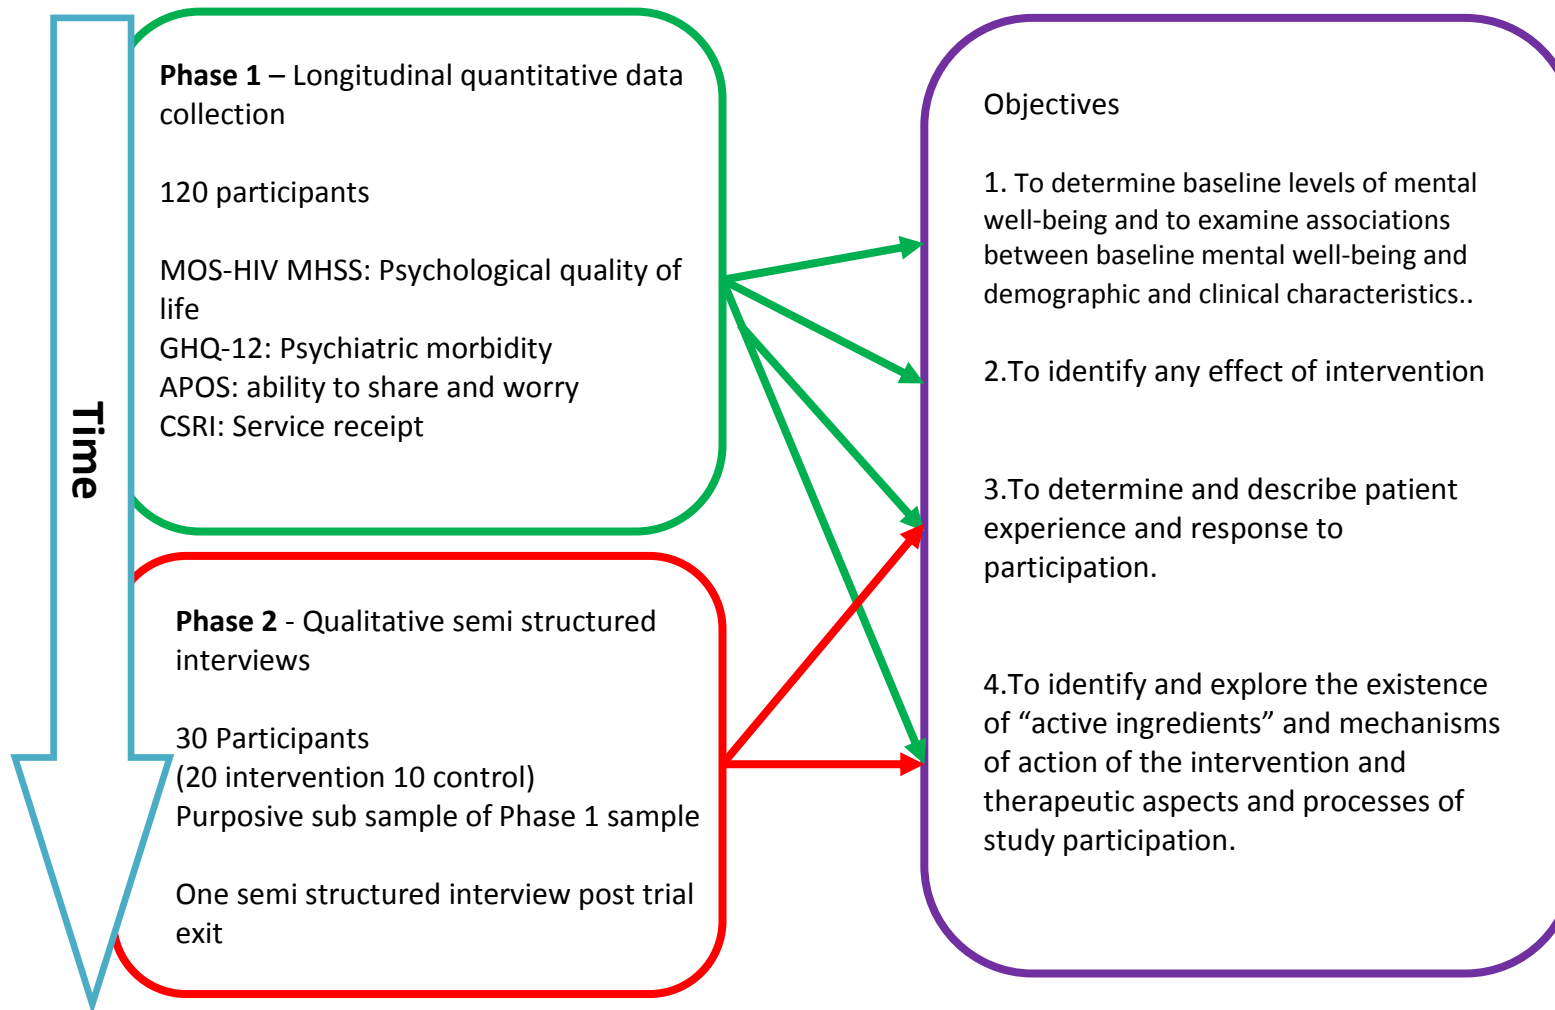 Time
Phase 1 – Longitudinal quantitative data
collection
120 participants
MOS-HIV MHSS: Psychological quality of
life
GHQ-12: Psychiatric morbidity
APOS: ability to share and worry
CSRI: Service receipt
Phase 2 - Qualitative semi structured
interviews
30 Participants
(20 intervention 10 control)
Purposive sub sample of Phase 1 sample
One semi structured interview post trial
exit
Objectives
1. To determine baseline levels of mental
well-being and to examine associations
between baseline mental well-being and
demographic and clinical characteristics..
2.To identify any effect of intervention
3.To determine and describe patient
experience and response to
participation.
4.To identify and explore the existence
of “active ingredients” and mechanisms
of action of the intervention and
therapeutic aspects and processes of
study participation.